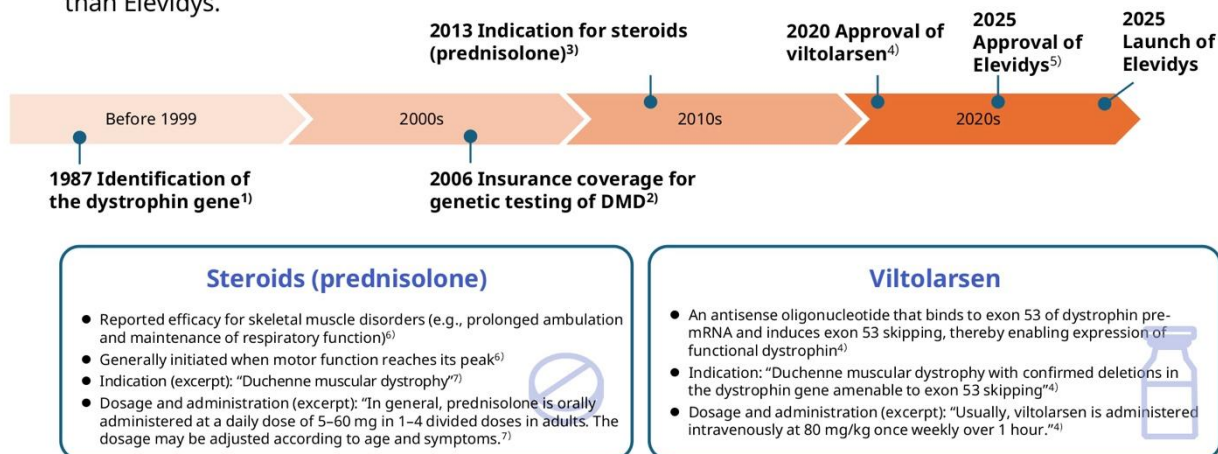 than Elevidys.
2013 Indication for steroids
(prednisolone)3)
2020 Approval of
viltolarsen4)
2025
Approval of
Elevidys5)
2025
Launch of
Elevidys
Before 1999
2000s
2010s
2020s
1987 Identification of
the dystrophin gene1)
2006 Insurance coverage for
genetic testing of DMD2)
Steroids (prednisolone)
● Reported efficacy for skeletal muscle disorders (e.g., prolonged ambulation
and maintenance of respiratory function)6)
● Generally initiated when motor function reaches its peak6)
● Indication (excerpt): “Duchenne muscular dystrophy”7)
● Dosage and administration (excerpt): “In general, prednisolone is orally
administered at a daily dose of 5–60 mg in 1–4 divided doses in adults. The
dosage may be adjusted according to age and symptoms.7)
Viltolarsen
● An antisense oligonucleotide that binds to exon 53 of dystrophin pre-
mRNA and induces exon 53 skipping, thereby enabling expression of
functional dystrophin4)
● Indication: “Duchenne muscular dystrophy with confirmed deletions in
the dystrophin gene amenable to exon 53 skipping”4)
● Dosage and administration (excerpt): “Usually, viltolarsen is administered
intravenously at 80 mg/kg once weekly over 1 hour.”4)